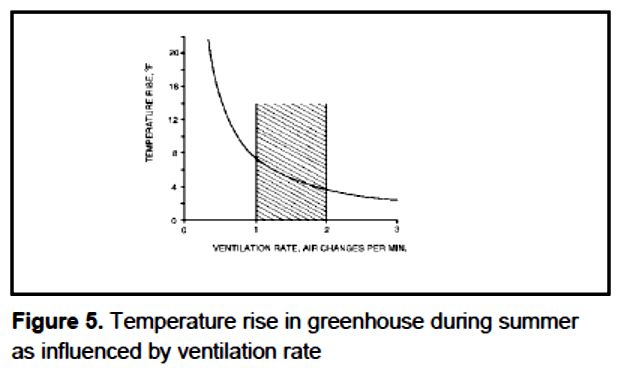 20
16
12
8
4
0
TEMPERATURE RISE, °F
0 1 2 3
VENTILATION RATE, AIR CHANGES PER MIN.
Figure 5. Temperature rise in greenhouse during summer
as influenced by ventilation rate